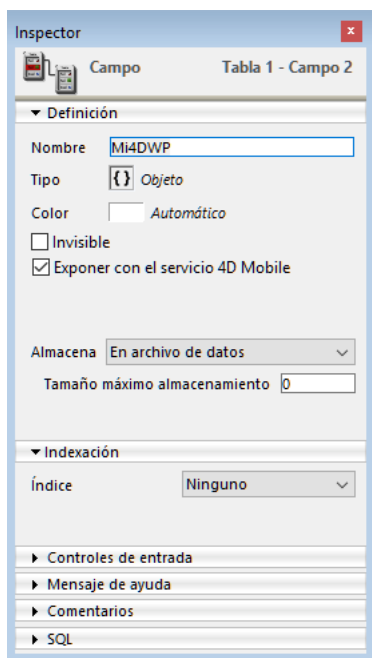 Inspector
Campo Tabla 1 - Campo 2
Definición
Nombre Mi4DWP
Tipo {} Objeto
Color Automático
Invisible
Exponer con el servicio 4D Mobile
Almacena En archivo de datos
Tamaño máximo almacenamiento 0
Indexación
Índice Ninguno
Controles de entrada
Mensaje de ayuda
Comentarios
SQL